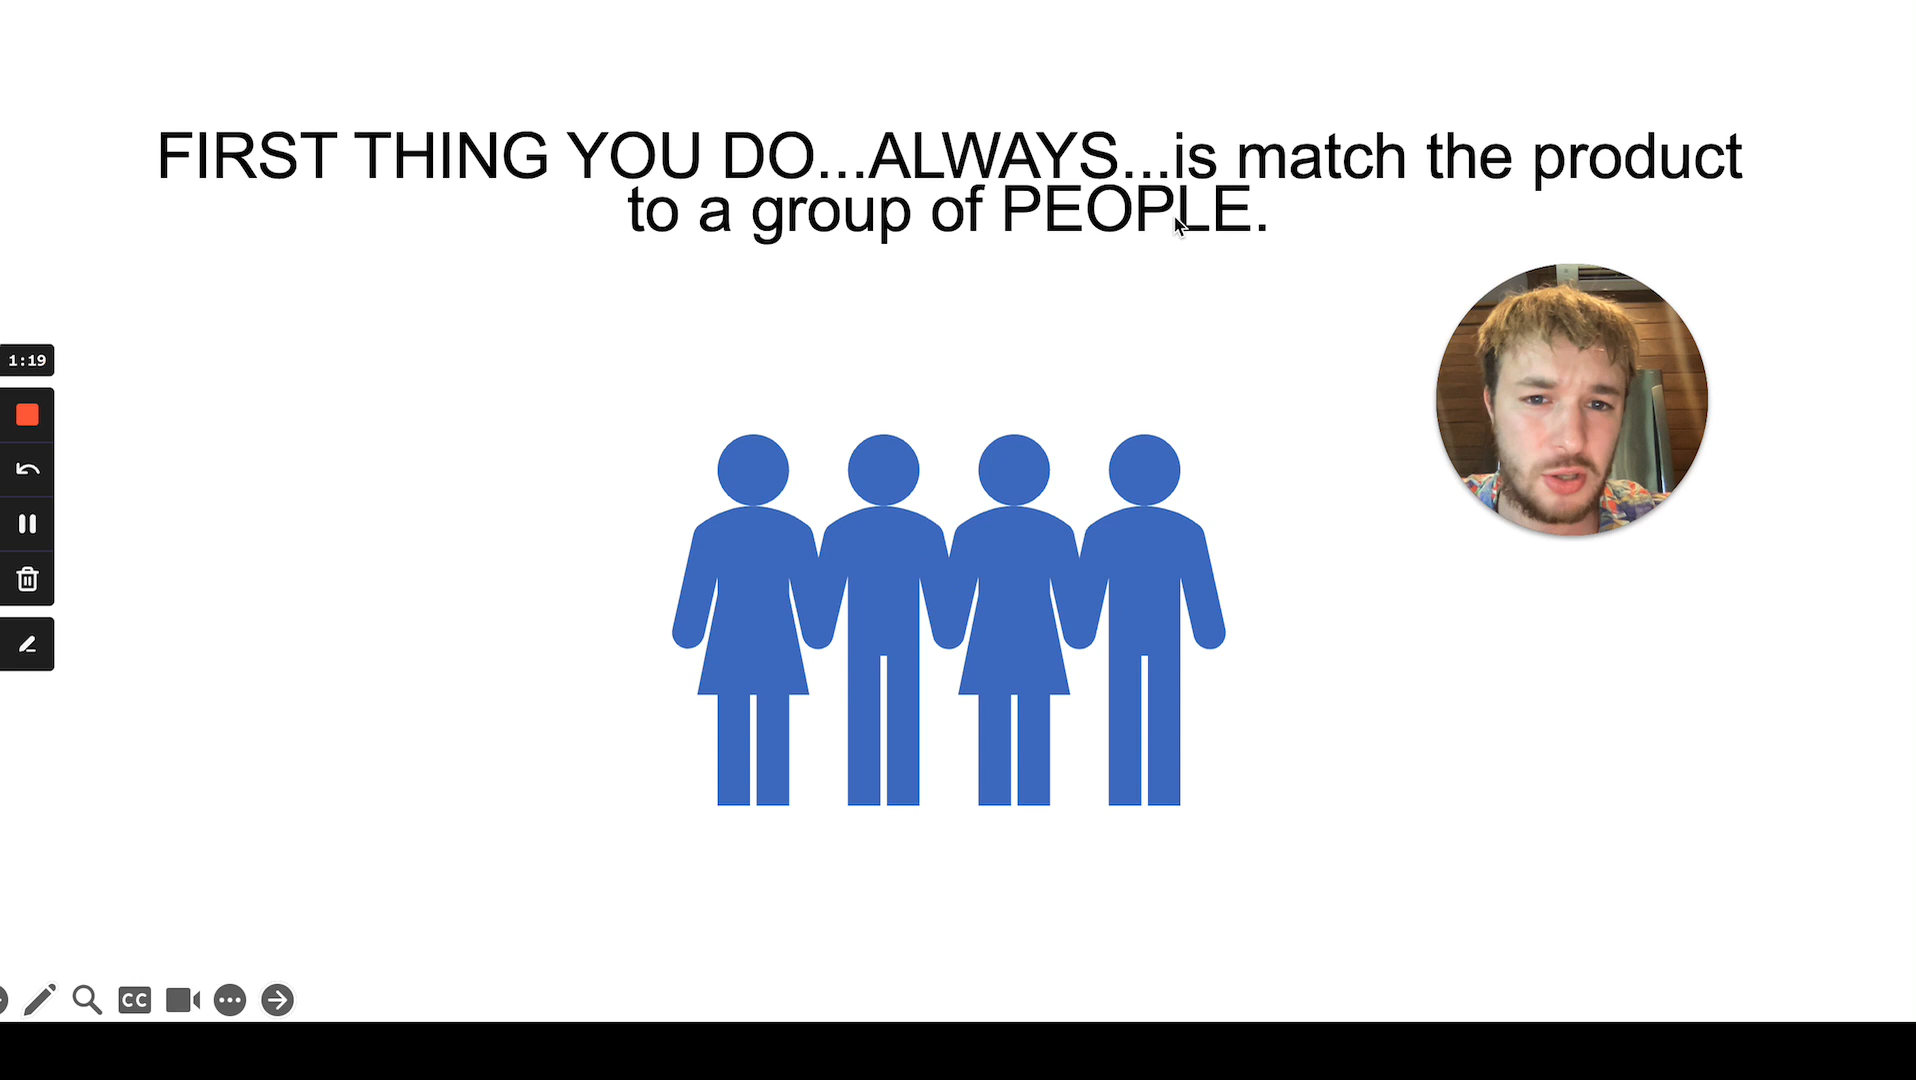 FIRST THING YOU DO...ALWAYS...is match the product
to a group of PEOPLE.
1:19
CC